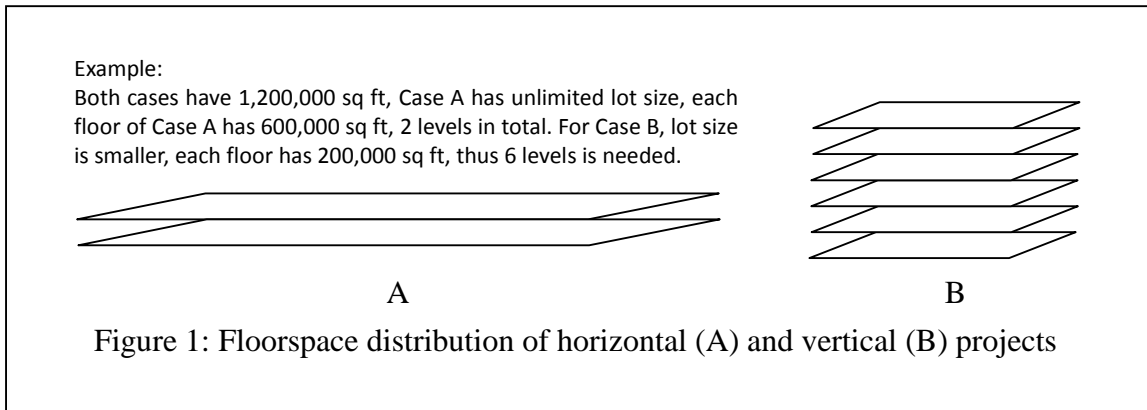 Example:
Both cases have 1,200,000 sq ft, Case A has unlimited lot size, each
floor of Case A has 600,000 sq ft, 2 levels in total. For Case B, lot size
is smaller, each floor has 200,000 sq ft, thus 6 levels is needed.
A
B
Figure 1: Floorspace distribution of horizontal (A) and vertical (B) projects